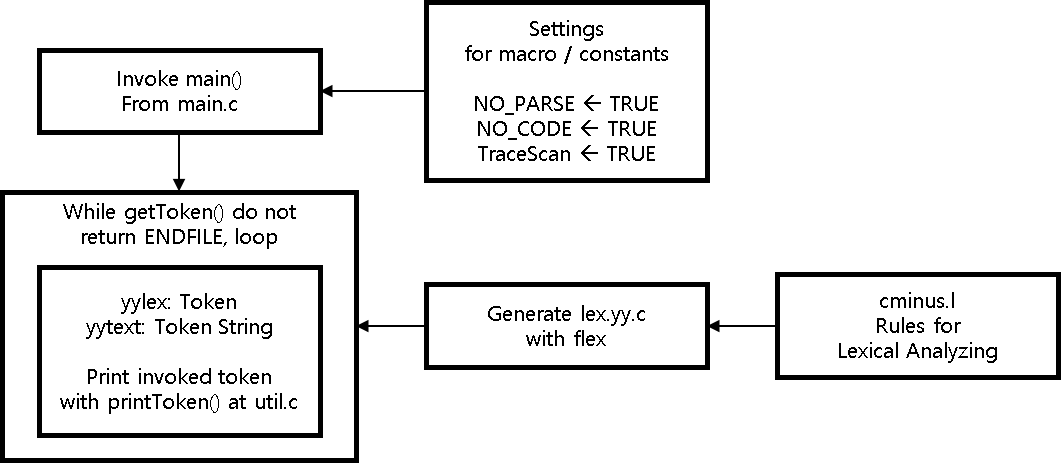 Settings
for macro / constants
NO_PARSE ← TRUE
NO_CODE ← TRUE
TraceScan ← TRUE
Invoke main()
From main.c
While getToken() do not
return ENDFILE, loop
yylex: Token
yytext: Token String
Print invoked token
with printToken() at util.c
Generate lex.yy.c
with flex
cminus.l
Rules for
Lexical Analyzing